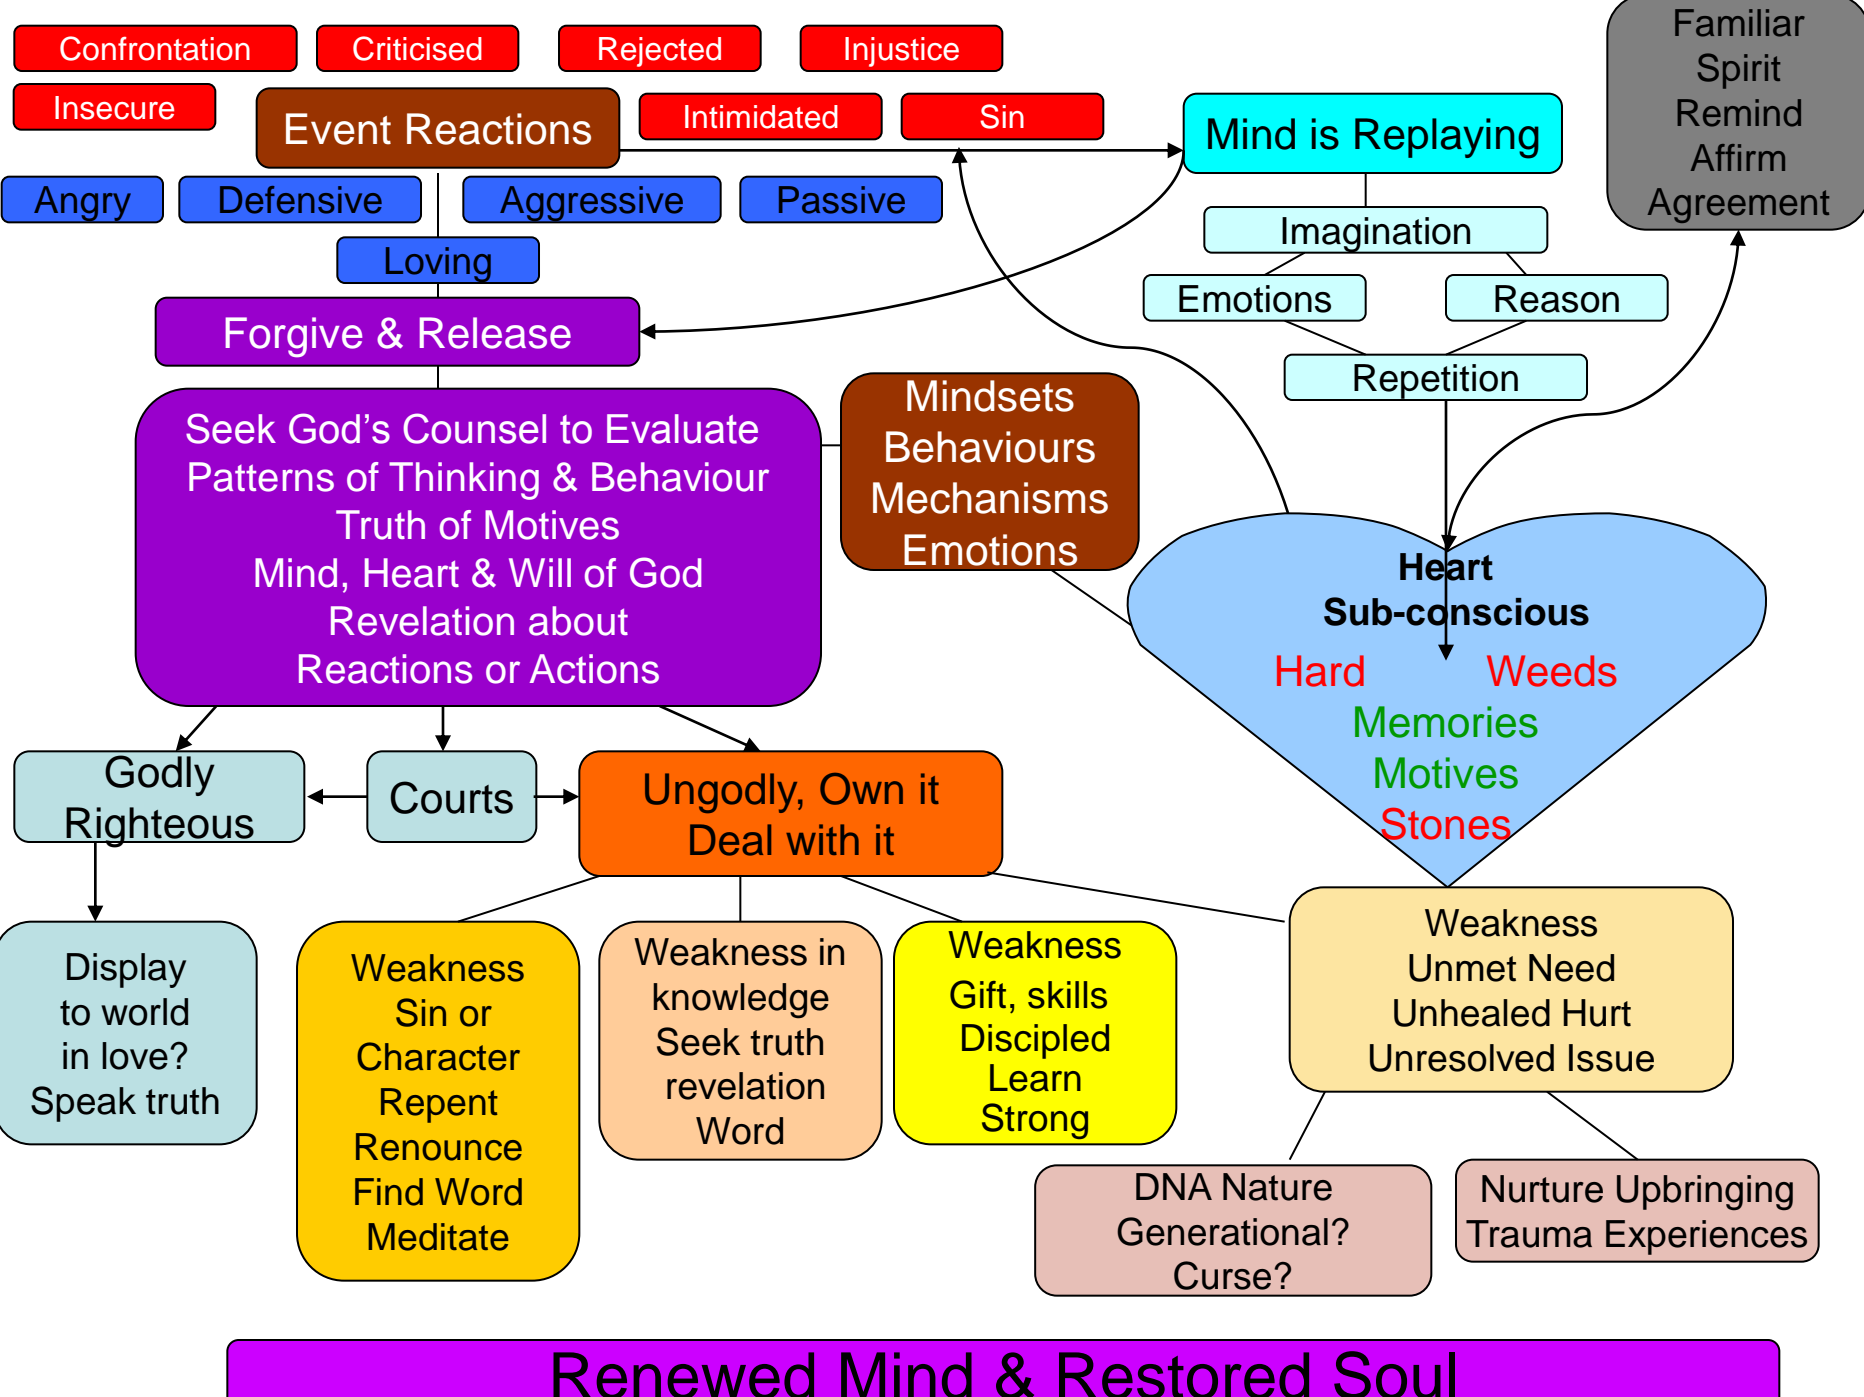 Confrontation
Criticised
Rejected
Injustice
Insecure
Event Reactions
Intimidated
Sin
Mind is Replaying
Familiar
Spirit
Remind
Affirm
Agreement
Angry
Defensive
Aggressive
Passive
Loving
Imagination
Emotions
Reason
Repetition
Forgive & Release
Seek God’s Counsel to Evaluate
Patterns of Thinking & Behaviour
Truth of Motives
Mind, Heart & Will of God
Revelation about
Reactions or Actions
Mindsets
Behaviours
Mechanisms
Emotions
Heart
Sub-conscious
Hard
Weeds
Memories
Motives
Stones
Godly
Righteous
Courts
Ungodly, Own it
Deal with it
Display
to world
in love?
Speak truth
Weakness
Sin or
Character
Repent
Renounce
Find Word
Meditate
Weakness in
knowledge
Seek truth
revelation
Word
Weakness
Gift, skills
Discipled
Learn
Strong
Weakness
Unmet Need
Unhealed Hurt
Unresolved Issue
DNA Nature
Generational?
Curse?
Nurture Upbringing
Trauma Experiences
Renewed Mind & Restored Soul